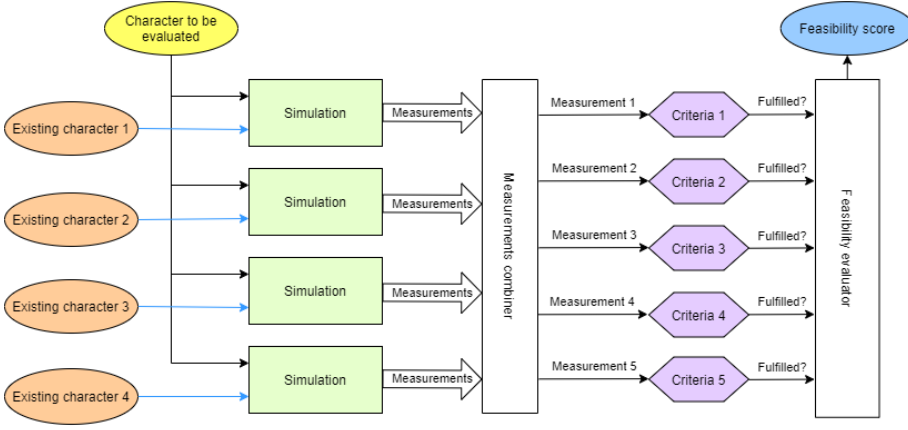 Character to be
evaluated
Feasibility score
Existing character 1
Simulation
Measurements
Measurement 1
Criteria 1
Fulfilled?
Existing character 2
Simulation
Measurements
Measurement 2
Criteria 2
Fulfilled?
Measurements combiner
Measurement 3
Criteria 3
Fulfilled?
Feasibility evaluator
Existing character 3
Simulation
Measurements
Measurement 4
Criteria 4
Fulfilled?
Existing character 4
Simulation
Measurements
Measurement 5
Criteria 5
Fulfilled?